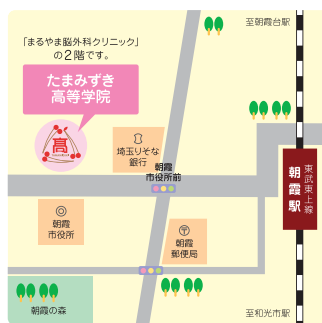 「まるやま脳外科クリニック」
の2階です。
たまみずき
高等学院
高
埼玉りそな
銀行
朝霞
市役所前
朝霞
市役所
朝霞
郵便局
朝霞の森
至朝霞台駅
東武東上線
朝霞駅
至和光市駅